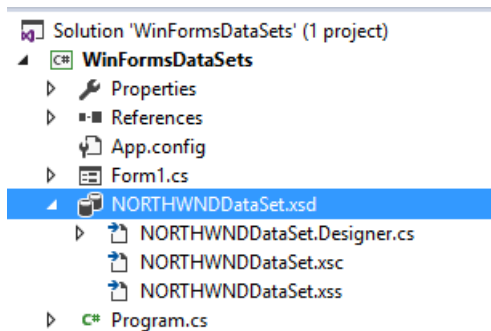 Solution 'WinFormsDataSets' (1 project)
C# WinFormsDataSets
Properties
References
App.config
Form1.cs
NORTHWNDDataSet.xsd
NORTHWNDDataSet.Designer.cs
NORTHWNDDataSet.xsc
NORTHWNDDataSet.xss
C# Program.cs